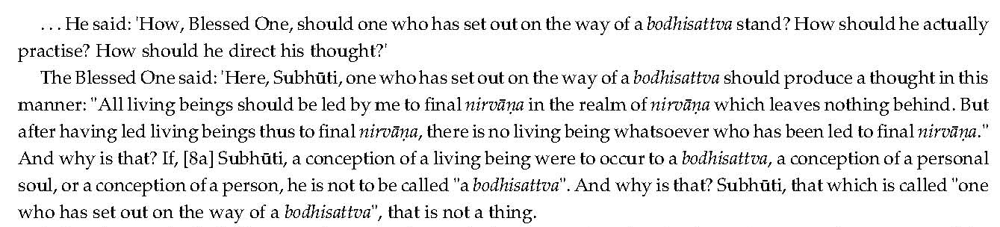 ... He said: 'How, Blessed One, should one who has set out on the way of a bodhisattva stand? How should he actually
practise? How should he direct his thought?'
The Blessed One said: 'Here, Subhūti, one who has set out on the way of a bodhisattva should produce a thought in this
manner: "All living beings should be led by me to final nirvāṇa in the realm of nirvāṇa which leaves nothing behind. But
after having led living beings thus to final nirvāṇa, there is no living being whatsoever who has been led to final nirvāṇa."
And why is that? If, [8a] Subhūti, a conception of a living being were to occur to a bodhisattva, a conception of a personal
soul, or a conception of a person, he is not to be called "a bodhisattva". And why is that? Subhūti, that which is called "one
who has set out on the way of a bodhisattva", that is not a thing.